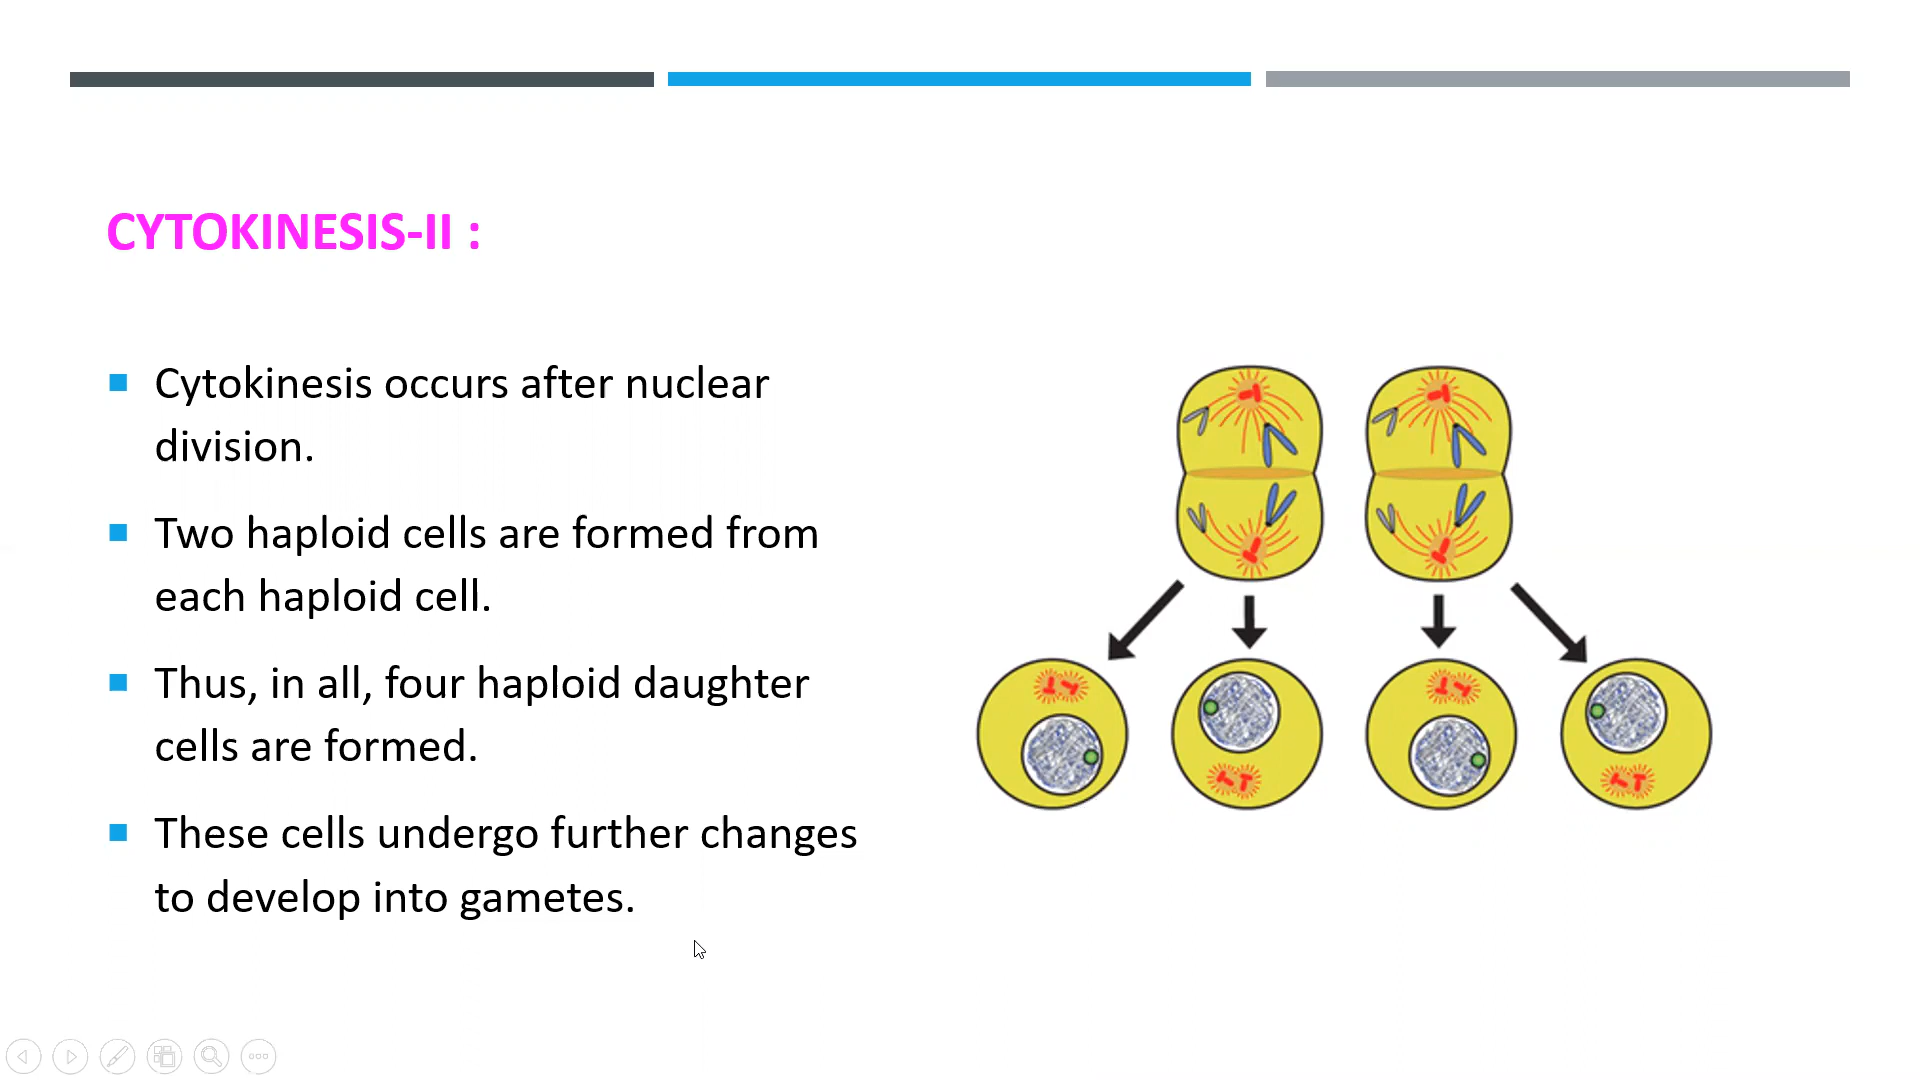 CYTOKINESIS-II :
Cytokinesis occurs after nuclear
division.
Two haploid cells are formed from
each haploid cell.
Thus, in all, four haploid daughter
cells are formed.
These cells undergo further changes
to develop into gametes.